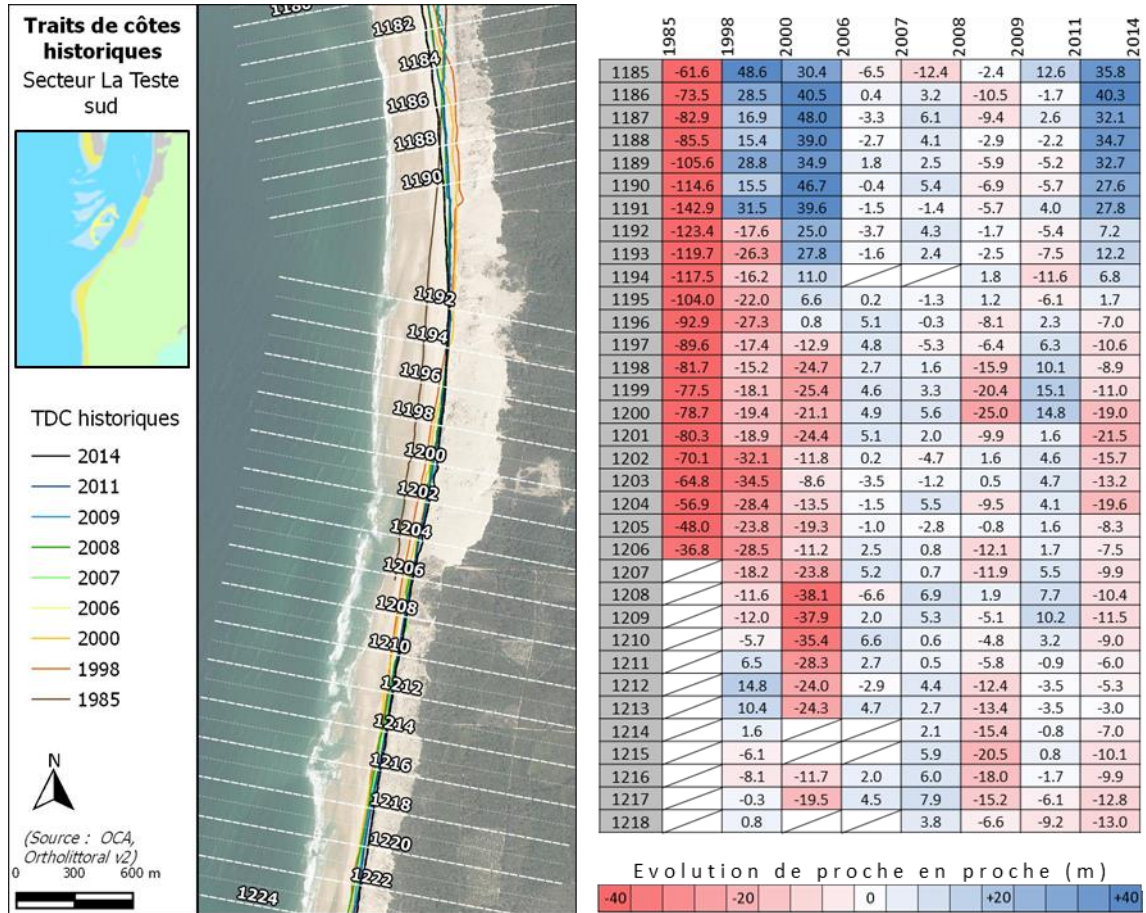 Traits de côtes
historiques
Secteur La Teste
sud
TDC historiques
2014
2011
2009
2008
2007
2006
2000
1998
1985
N
(Source : OCA,
Ortholittoral v2)
0 300 600 m
1182
1184
1186
1188
1190
1192
1194
1196
1198
1200
1202
1204
1206
1208
1210
1212
1214
1216
1218
1220
1222
1224
1985 1998 2000 2006 2007 2008 2009 2011 2014
1185 -61.6 48.6 30.4 -6.5 -12.4 -2.4 12.6 35.8
1186 -73.5 28.5 40.5 0.4 3.2 -10.5 -1.7 40.3
1187 -82.9 16.9 48.0 -3.3 6.1 -9.4 2.6 32.1
1188 -85.5 15.4 39.0 -2.7 4.1 -2.9 -2.2 34.7
1189 -105.6 28.8 34.9 1.8 2.5 -5.9 -5.2 32.7
1190 -114.6 15.5 46.7 -0.4 5.4 -6.9 -5.7 27.6
1191 -142.9 31.5 39.6 -1.5 -1.4 -5.7 4.0 27.8
1192 -123.4 -17.6 25.0 -3.7 4.3 -1.7 -5.4 7.2
1193 -119.7 -26.3 27.8 -1.6 2.4 -2.5 -7.5 12.2
1194 -117.5 -16.2 11.0 1.8 -11.6 6.8
1195 -104.0 -22.0 6.6 0.2 -1.3 1.2 -6.1 1.7
1196 -92.9 -27.3 0.8 5.1 -0.3 -8.1 2.3 -7.0
1197 -89.6 -17.4 -12.9 4.8 -5.3 -6.4 6.3 -10.6
1198 -81.7 -15.2 -24.7 2.7 1.6 -15.9 10.1 -8.9
1199 -77.5 -18.1 -25.4 4.6 3.3 -20.4 15.1 -11.0
1200 -78.7 -19.4 -21.1 4.9 5.6 -25.0 14.8 -19.0
1201 -80.3 -18.9 -24.4 5.1 2.0 -9.9 1.6 -21.5
1202 -70.1 -32.1 -11.8 0.2 -4.7 1.6 4.6 -15.7
1203 -64.8 -34.5 -8.6 -3.5 -1.2 0.5 4.7 -13.2
1204 -56.9 -28.4 -13.5 -1.5 5.5 -9.5 4.1 -19.6
1205 -48.0 -23.8 -19.3 -1.0 -2.8 -0.8 1.6 -8.3
1206 -36.8 -28.5 -11.2 2.5 0.8 -12.1 1.7 -7.5
1207 -18.2 -23.8 5.2 0.7 -11.9 5.5 -9.9
1208 -11.6 -38.1 -6.6 6.9 1.9 7.7 -10.4
1209 -12.0 -37.9 2.0 5.3 -5.1 10.2 -11.5
1210 -5.7 -35.4 6.6 0.6 -4.8 3.2 -9.0
1211 6.5 -28.3 2.7 0.5 -5.8 -0.9 -6.0
1212 14.8 -24.0 -2.9 4.4 -12.4 -3.5 -5.3
1213 10.4 -24.3 4.7 2.7 -13.4 -3.5 -3.0
1214 1.6 2.1 -15.4 -0.8 -7.0
1215 -6.1 5.9 -20.5 0.8 -10.1
1216 -8.1 -11.7 2.0 6.0 -18.0 -1.7 -9.9
1217 -0.3 -19.5 4.5 7.9 -15.2 -6.1 -12.8
1218 0.8 3.8 -6.6 -9.2 -13.0
Evolution de proche en proche (m)
-40 -20 0 +20 +40